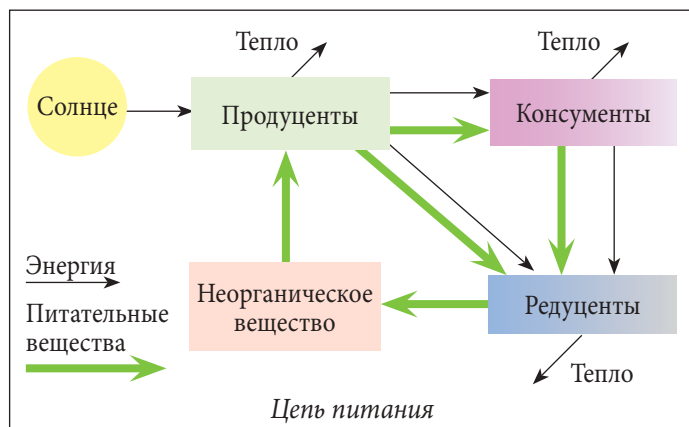 Тепло
Тепло
Солнце
Продуценты
Консументы
Энергия
Питательные
вещества
Неорганическое
вещество
Редуценты
Тепло
Цепь питания